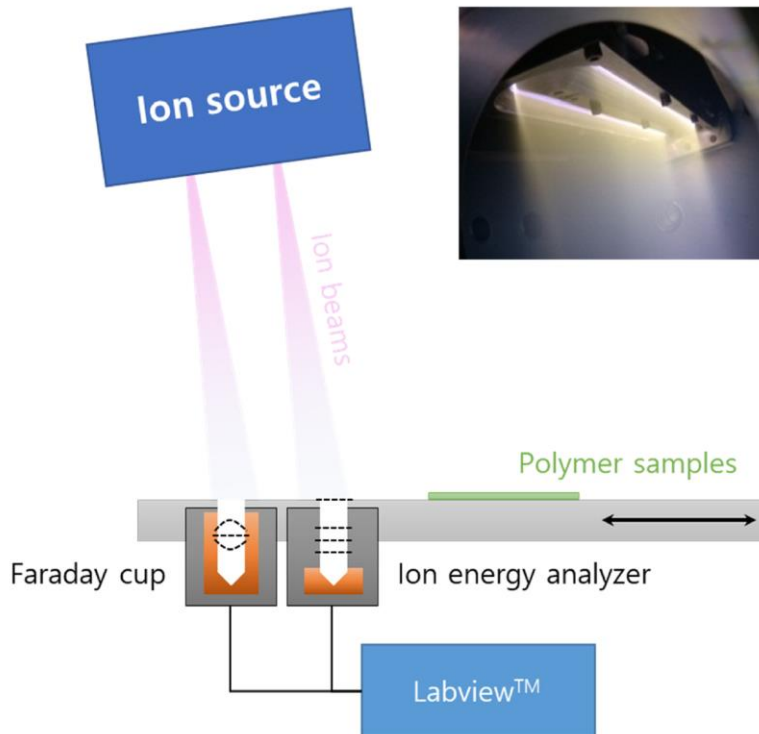 Ion source
Ion beams
Polymer samples
Faraday cup
Ion energy analyzer
Labview™